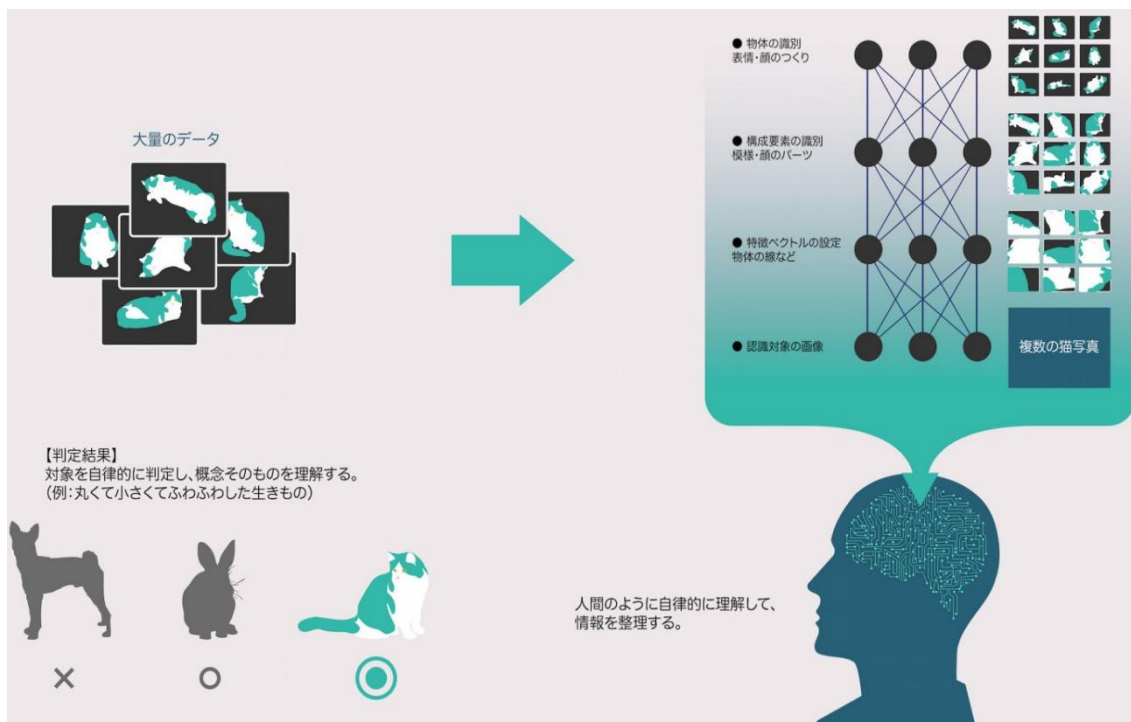 大量のデータ
● 物体の識別
表情・顔のつくり
● 構成要素の識別
模様・顔のパーツ
● 特徴ベクトルの設定
物体の線など
● 認識対象の画像
複数の猫写真
【判定結果】
対象を自律的に判定し、概念そのものを理解する。
（例：丸くて小さくてふわふわした生きもの）
人間のように自律的に理解して、
情報を整理する。